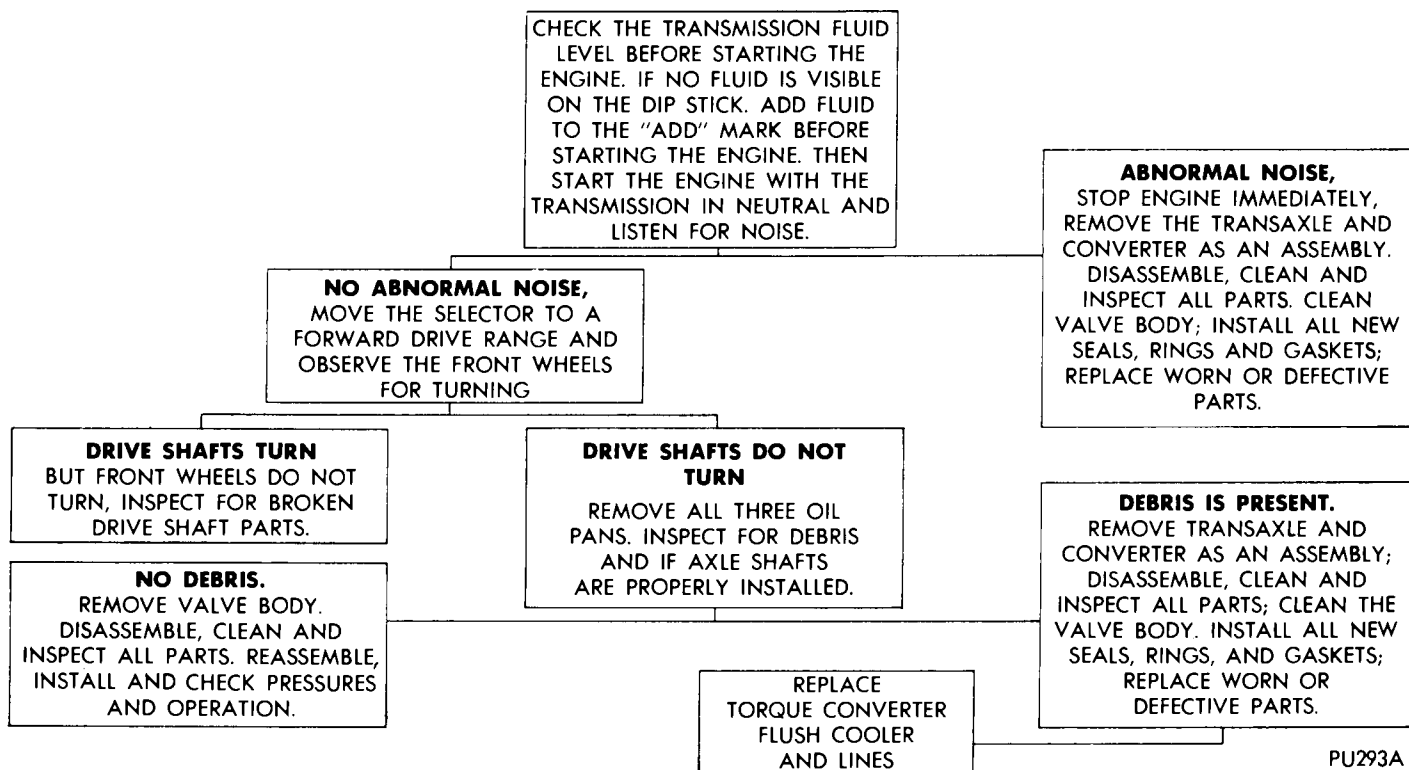 CHECK THE TRANSMISSION FLUID
LEVEL BEFORE STARTING THE
ENGINE. IF NO FLUID IS VISIBLE
ON THE DIP STICK. ADD FLUID
TO THE "ADD" MARK BEFORE
STARTING THE ENGINE. THEN
START THE ENGINE WITH THE
TRANSMISSION IN NEUTRAL AND
LISTEN FOR NOISE.
ABNORMAL NOISE,
STOP ENGINE IMMEDIATELY,
REMOVE THE TRANSAXLE AND
CONVERTER AS AN ASSEMBLY.
DISASSEMBLE, CLEAN AND
INSPECT ALL PARTS. CLEAN
VALVE BODY; INSTALL ALL NEW
SEALS, RINGS AND GASKETS;
REPLACE WORN OR DEFECTIVE
PARTS.
NO ABNORMAL NOISE,
MOVE THE SELECTOR TO A
FORWARD DRIVE RANGE AND
OBSERVE THE FRONT WHEELS
FOR TURNING
DRIVE SHAFTS TURN
BUT FRONT WHEELS DO NOT
TURN, INSPECT FOR BROKEN
DRIVE SHAFT PARTS.
DRIVE SHAFTS DO NOT
TURN
REMOVE ALL THREE OIL
PANS. INSPECT FOR DEBRIS
AND IF AXLE SHAFTS
ARE PROPERLY INSTALLED.
NO DEBRIS.
REMOVE VALVE BODY.
DISASSEMBLE, CLEAN AND
INSPECT ALL PARTS. REASSEMBLE,
INSTALL AND CHECK PRESSURES
AND OPERATION.
DEBRIS IS PRESENT.
REMOVE TRANSAXLE AND
CONVERTER AS AN ASSEMBLY;
DISASSEMBLE, CLEAN AND
INSPECT ALL PARTS; CLEAN THE
VALVE BODY. INSTALL ALL NEW
SEALS, RINGS, AND GASKETS;
REPLACE WORN OR
DEFECTIVE PARTS.
REPLACE
TORQUE CONVERTER
FLUSH COOLER
AND LINES
PU293A